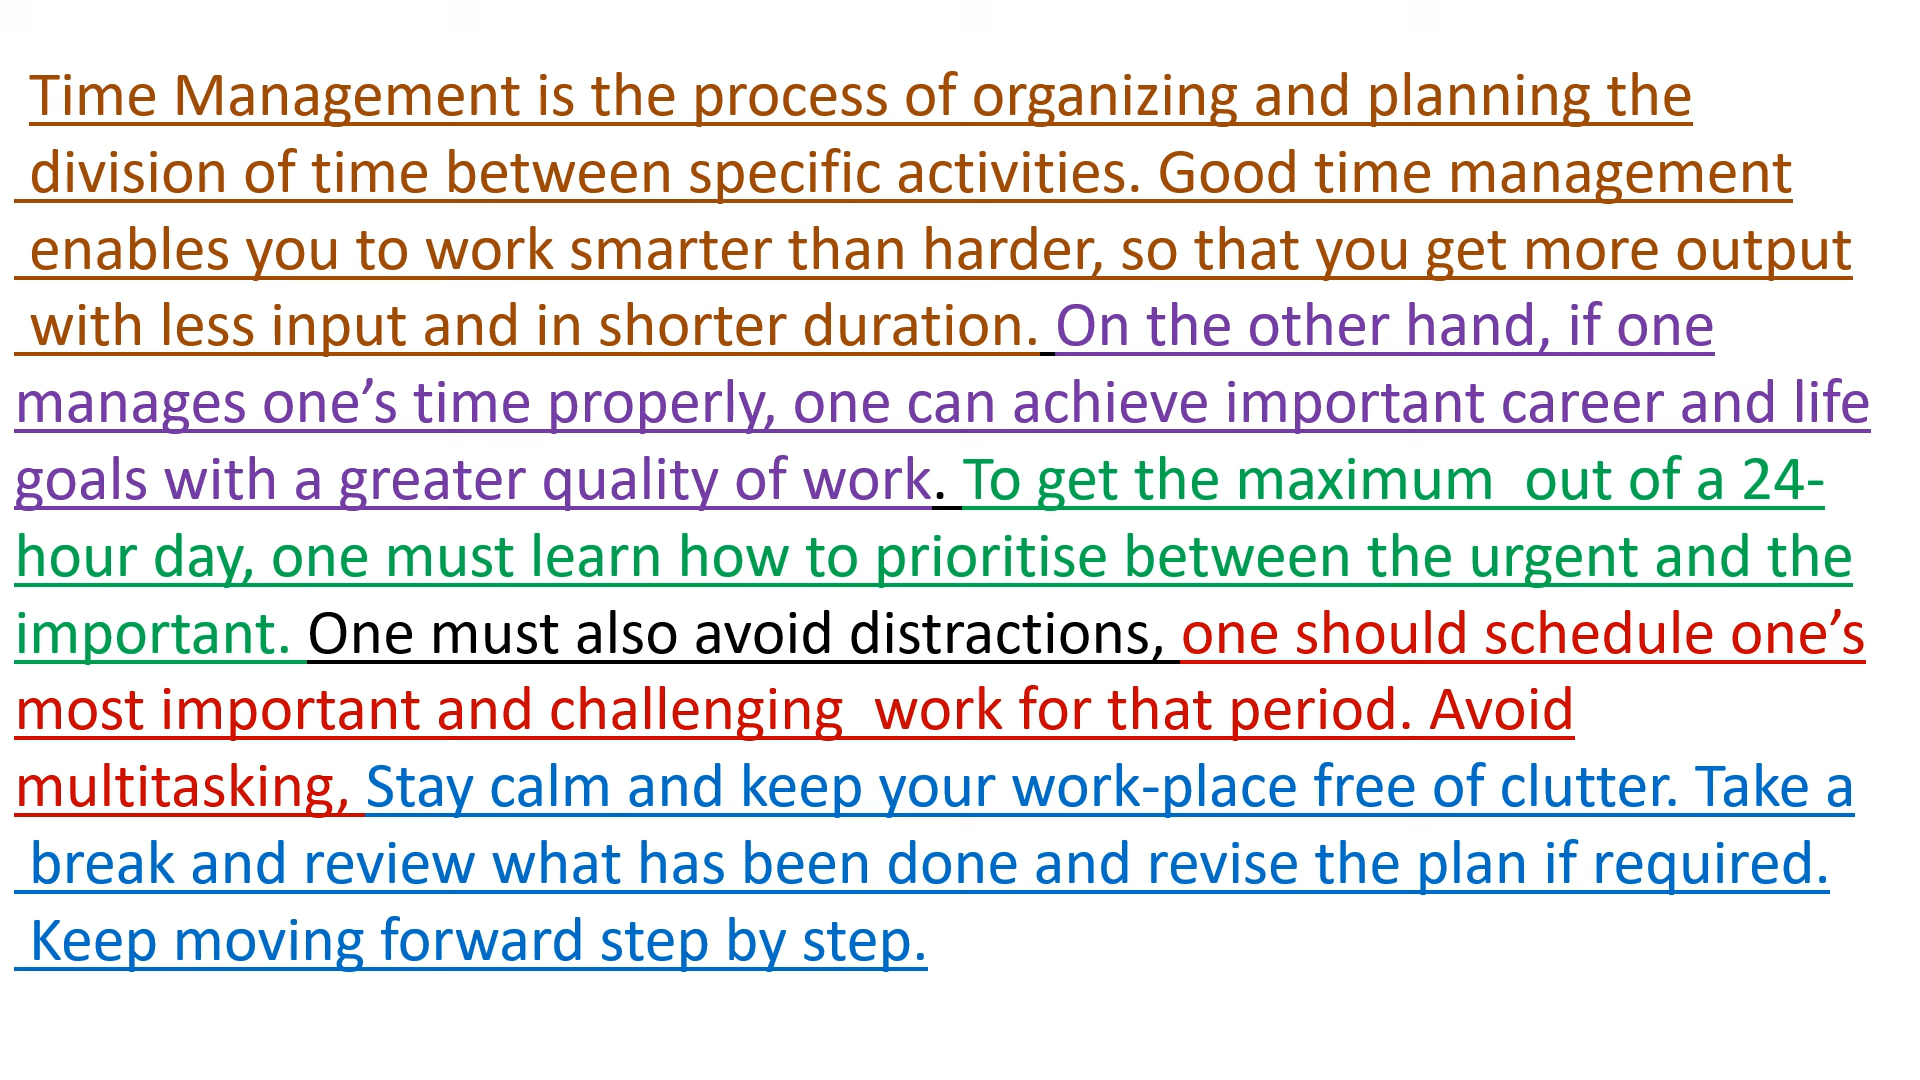 Time Management is the process of organizing and planning the
division of time between specific activities. Good time management
enables you to work smarter than harder, so that you get more output
with less input and in shorter duration. On the other hand, if one
manages one’s time properly, one can achieve important career and life
goals with a greater quality of work. To get the maximum  out of a 24-
hour day, one must learn how to prioritise between the urgent and the
important. One must also avoid distractions, one should schedule one’s
most important and challenging  work for that period. Avoid
multitasking, Stay calm and keep your work-place free of clutter. Take a
break and review what has been done and revise the plan if required.
Keep moving forward step by step.